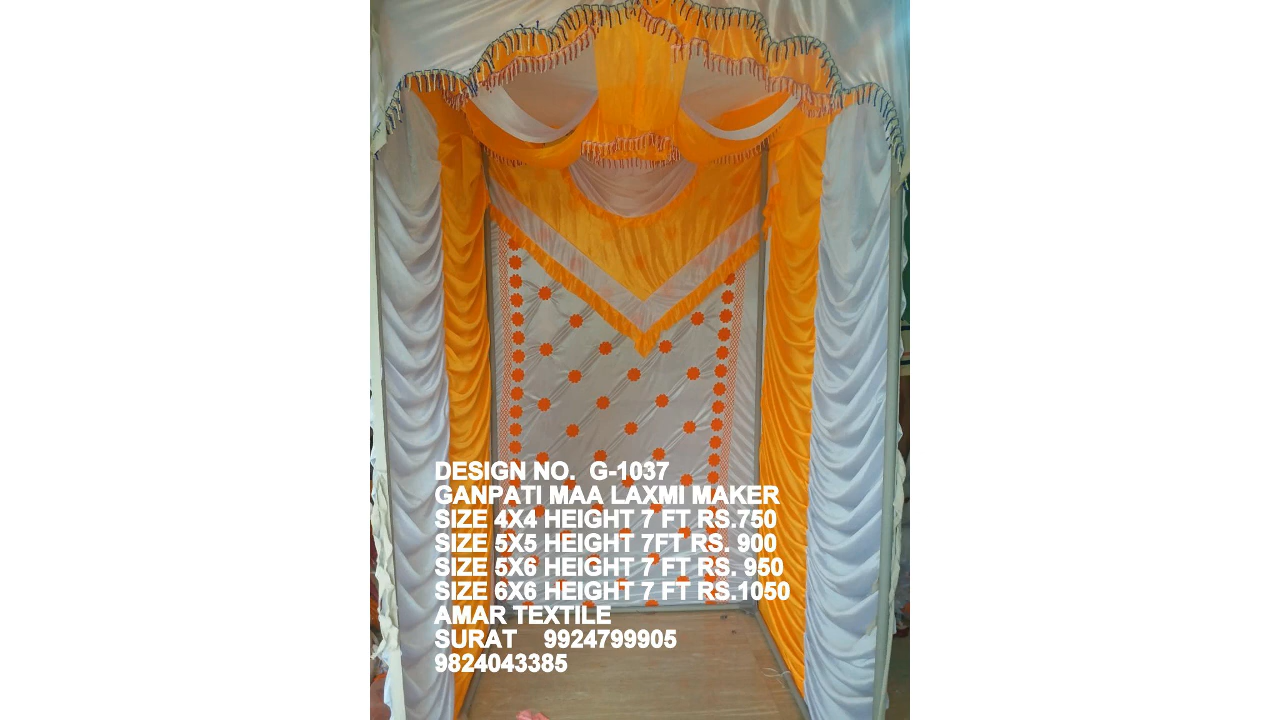 DESIGN NO.  G-1037
GANPATI MAA LAXMI MAKER
SIZE 4X4 HEIGHT 7 FT RS.750
SIZE 5X5 HEIGHT 7FT RS. 900
SIZE 5X6 HEIGHT 7 FT RS. 950
SIZE 6X6 HEIGHT 7 FT RS.1050
AMAR TEXTILE
SURAT    9924799905
9824043385